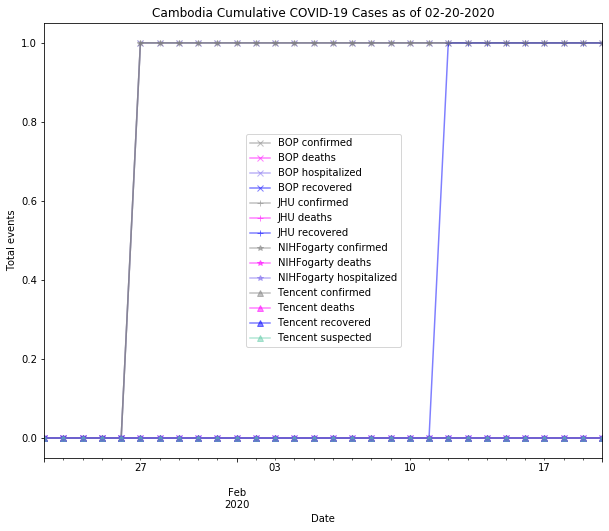 Cambodia Cumulative COVID-19 Cases as of 02-20-2020
1.0
0.8
0.6
0.4
0.2
0.0
Total events
BOP confirmed
BOP deaths
BOP hospitalized
BOP recovered
JHU confirmed
JHU deaths
JHU recovered
NIHFogarty confirmed
NIHFogarty deaths
NIHFogarty hospitalized
Tencent confirmed
Tencent deaths
Tencent recovered
Tencent suspected
27 03 10 17
Feb
2020
Date